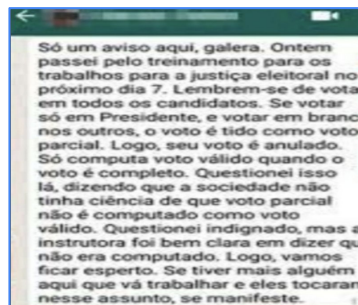 Só um aviso aqui, galera. Ontem
passei pelo treinamento para os
trabalhos para a justiça eleitoral no
próximo dia 7. Lembrem-se de vota
em todos os candidatos. Se votar
só em Presidente, e votar em branc
nos outros, o voto é tido como voto
parcial. Logo, seu voto é anulado.
Só computa voto válido quando o
voto é completo. Questionei isso
lá, dizendo que a sociedade não
tinha ciência de que voto parcial
não é computado como voto
válido. Questionei indignado, mas a
instrutora foi bem clara em dizer qu
não era computado. Logo, vamos
ficar esperto. Se tiver mais alguém
aqui que vá trabalhar e eles tocaram
nesse assunto, se manifeste.